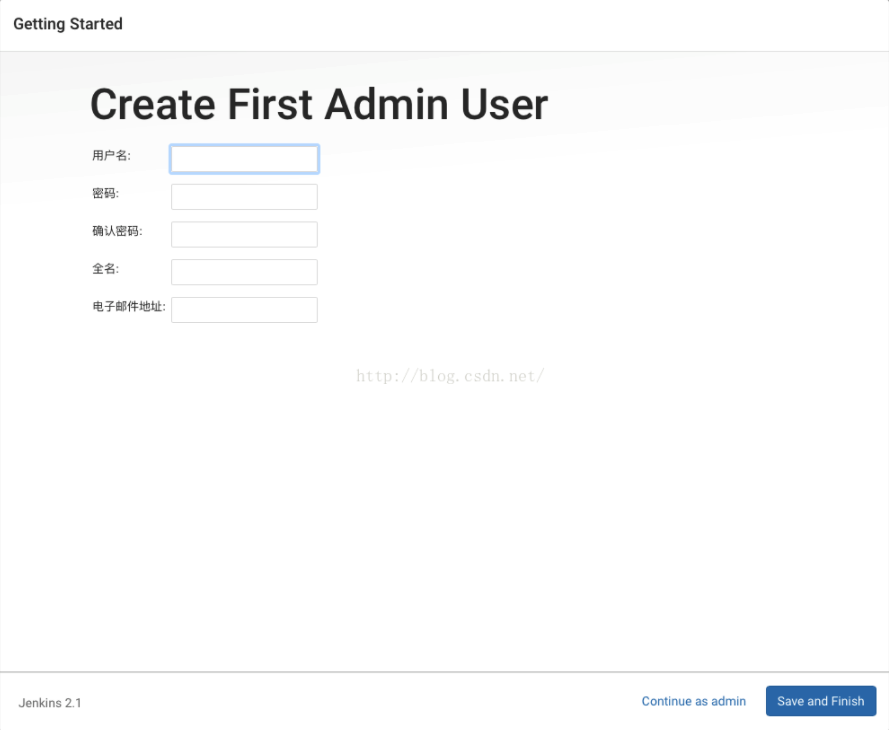 Getting Started
Create First Admin User
用户名:
密码:
确认密码:
全名:
电子邮件地址:
http://blog.csdn.net/
Jenkins 2.1
Continue as admin
Save and Finish